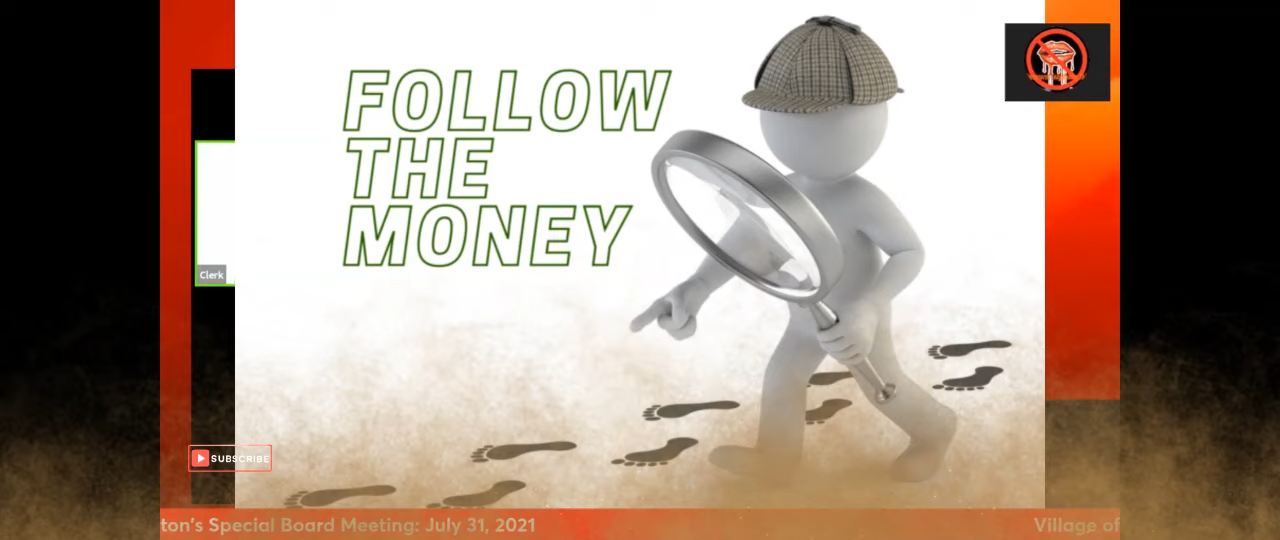 FOLLOW
THE
MONEY
Clerk
SUBSCRIBE
ton's Special Board Meeting: July 31, 2021
Village of